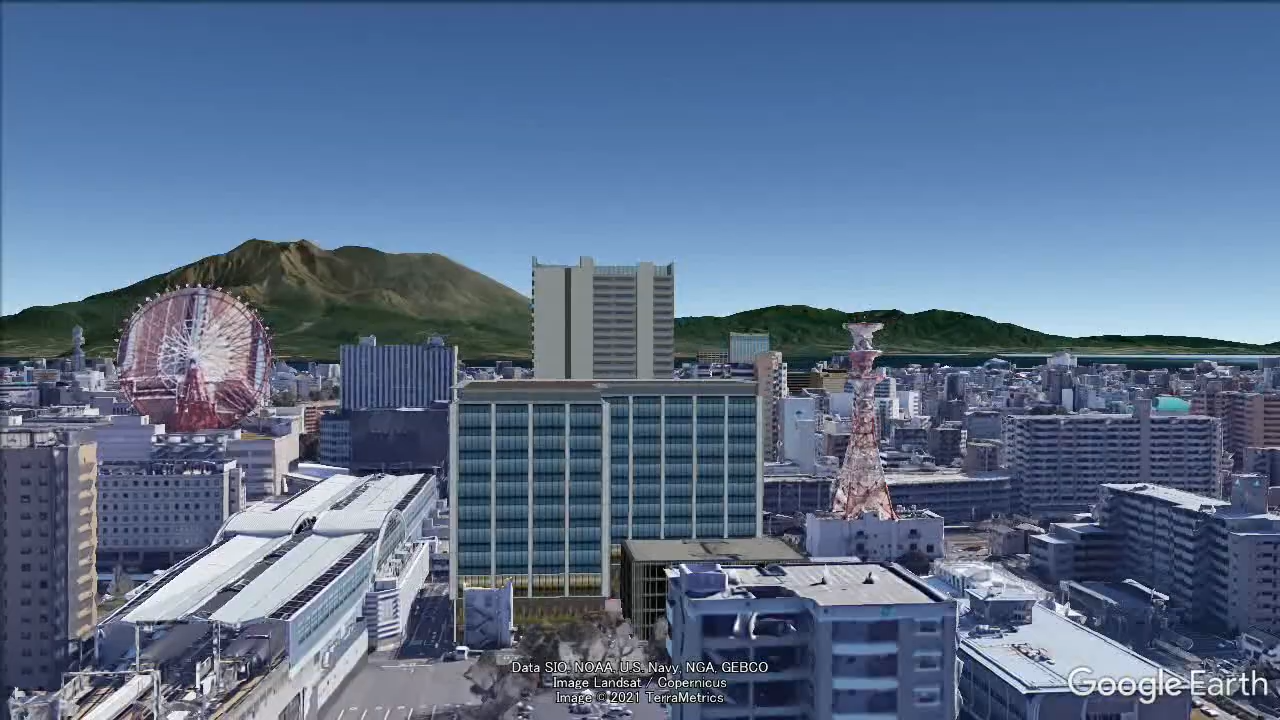 Data SIO, NOAA, U.S. Navy, NGA, GEBCO
Image Landsat / Copernicus
Image © 2021 TerraMetrics
Google Earth